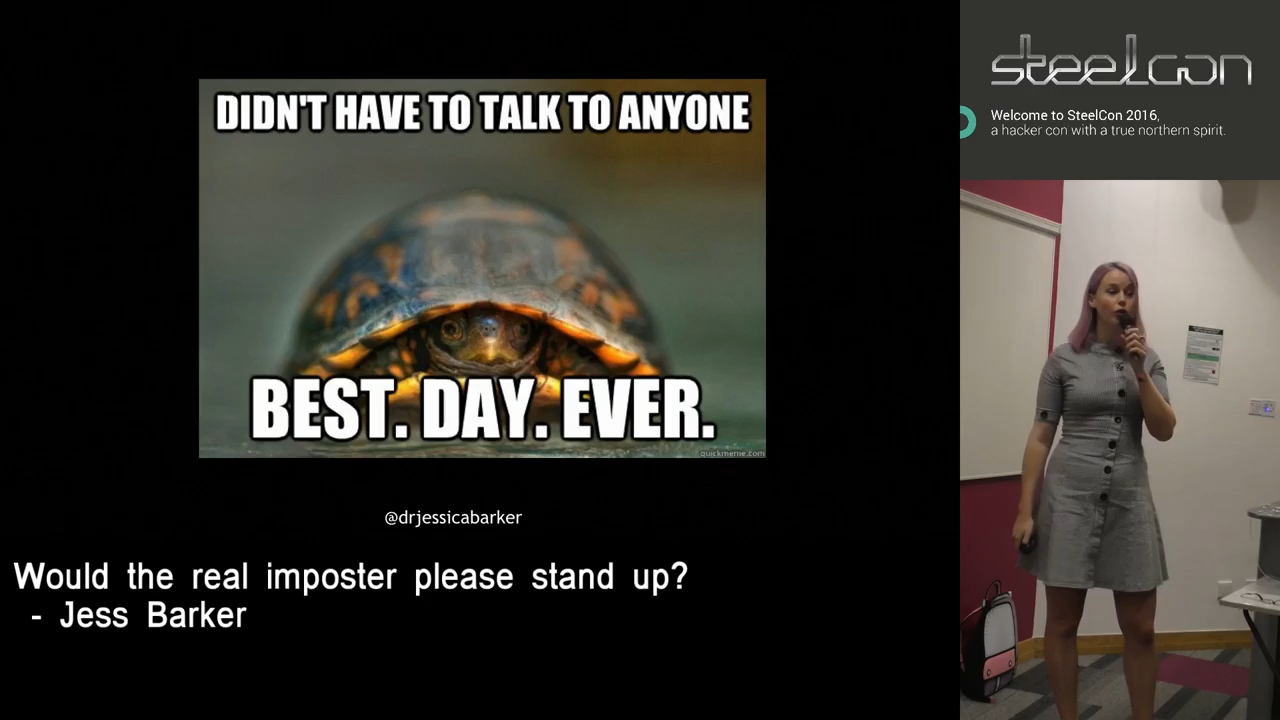 DIDN'T HAVE TO TALK TO ANYONE
BEST. DAY. EVER.
quickmeme.com
@drjessicabarker
Would the real imposter please stand up?
- Jess Barker
steelcon
Welcome to SteelCon 2016,
a hacker con with a true northern spirit.